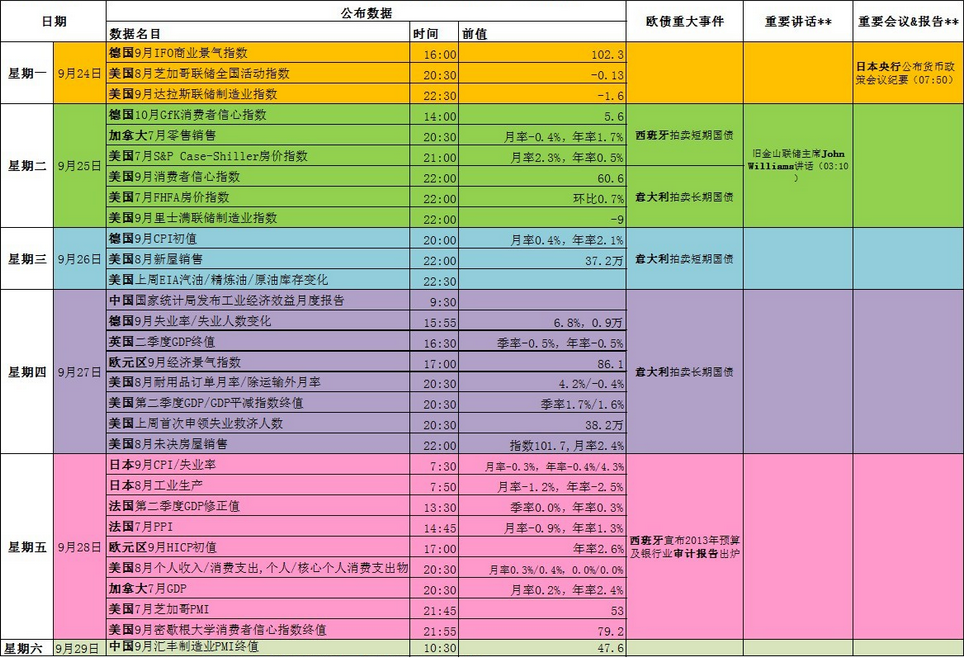 日期 公布数据 欧债重大事件 重要讲话** 重要会议&报告**
数据名目 时间 前值
星期一 9月24日
德国9月IFO商业景气指数 16:00 102.3
美国8月芝加哥联储全国活动指数 20:30 -0.13
美国9月达拉斯联储制造业指数 22:30 -1.6
日本央行公布货币政
策会议纪要（07:50）
星期二 9月25日
德国10月GfK消费者信心指数 14:00 5.6
加拿大7月零售销售 20:30 月率-0.4%，年率1.7%
美国7月S&P Case-Shiller房价指数 21:00 月率2.3%，年率0.5%
美国9月消费者信心指数 22:00 60.6
美国7月FHFA房价指数 22:00 环比0.7%
美国9月里士满联储制造业指数 22:00 -9
西班牙拍卖短期国债
意大利拍卖长期国债
旧金山联储主席John
Williams讲话（03:10
）
星期三 9月26日
德国9月CPI初值 20:00 月率0.4%，年率2.1%
美国8月新屋销售 22:00 37.2万
美国上周EIA汽油/精炼油/原油库存变化 22:30
意大利拍卖短期国债
星期四 9月27日
中国国家统计局发布工业经济效益月度报告 9:30
德国9月失业率/失业人数变化 15:55 6.8%，0.9万
英国二季度GDP终值 16:30 季率-0.5%，年率-0.5%
欧元区9月经济景气指数 17:00 86.1
美国8月耐用品订单月率/除运输外月率 20:30 4.2%/-0.4%
美国第二季度GDP/GDP平减指数终值 20:30 季率1.7%/1.6%
美国上周首次申领失业救济人数 20:30 38.2万
美国8月未决房屋销售 22:00 指数101.7,月率2.4%
意大利拍卖长期国债
星期五 9月28日
日本9月CPI/失业率 7:30 月率-0.3%，年率-0.4%/4.3%
日本8月工业生产 7:50 月率-1.2%，年率-2.5%
法国第二季度GDP修正值 13:30 季率0.0%，年率0.3%
法国7月PPI 14:45 月率-0.9%，年率1.3%
欧元区9月HICP初值 17:00 年率2.6%
美国8月个人收入/消费支出,个人/核心个人消费支出物 20:30 月率0.3%/0.4%，0.0%/0.0%
加拿大7月GDP 20:30 月率0.2%，年率2.4%
美国7月芝加哥PMI 21:45 53
美国9月密歇根大学消费者信心指数终值 21:55 79.2
西班牙宣布2013年预算
及银行业审计报告出炉
星期六 9月29日 中国9月汇丰制造业PMI终值 10:30 47.6